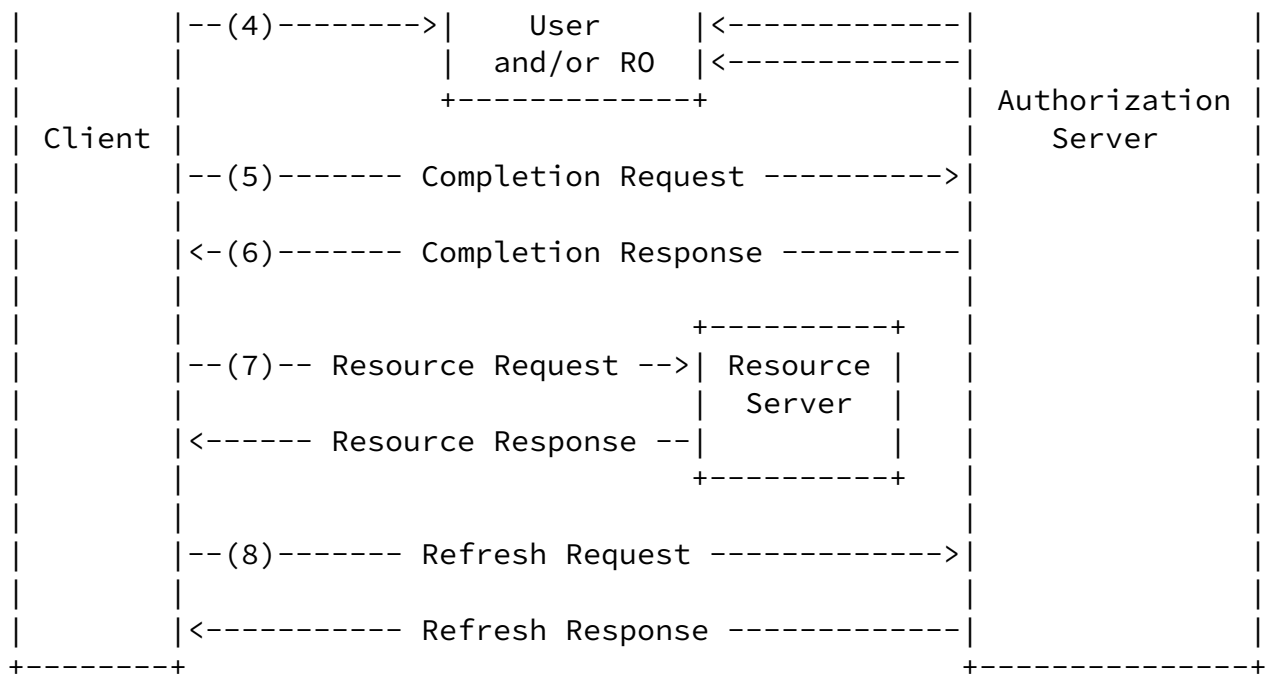 |        |--(4)-------->|    User     |<-------------|               |
|        |              |  and/or RO  |<-------------|               |
|        |              +-------------+              | Authorization |
| Client |                                           |    Server     |
|        |--(5)------- Completion Request ---------->|               |
|        |                                           |               |
|        |<-(6)------- Completion Response ----------|               |
|        |                                           |               |
|        |                            +----------+   |               |
|        |--(7)-- Resource Request -->| Resource |   |               |
|        |                            |  Server  |   |               |
|        |<------ Resource Response --|          |   |               |
|        |                            +----------+   |               |
|        |                                           |               |
|        |--(8)------- Refresh Request ------------->|               |
|        |                                           |               |
|        |<----------- Refresh Response -------------|               |
+--------+                                           +---------------+